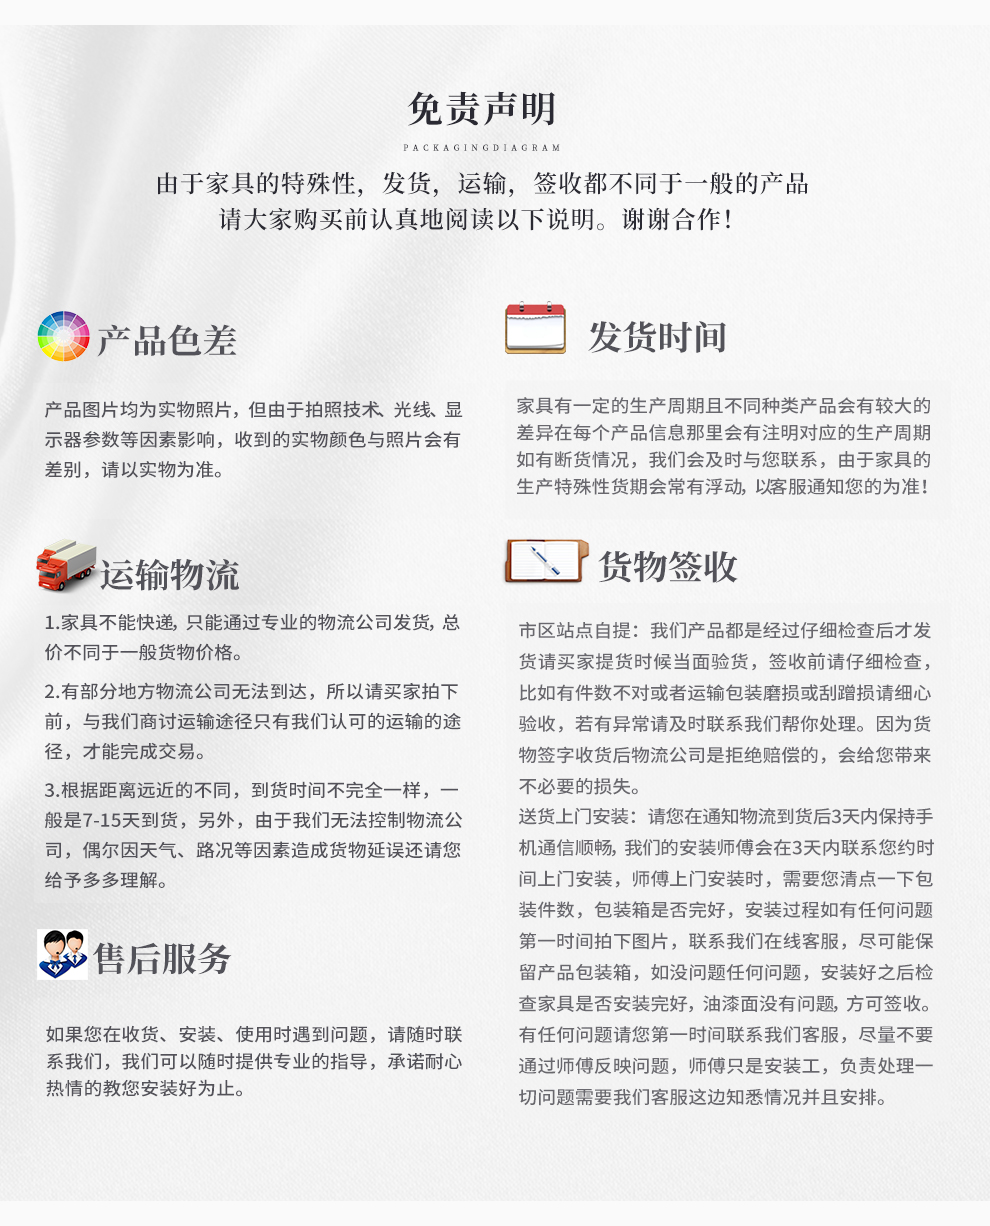 免责声明
PACKAGINGDIAGRAM
由于家具的特殊性，发货，运输，签收都不同于一般的产品
请大家购买前认真地阅读以下说明。谢谢合作！
产品色差
产品图片均为实物照片，但由于拍照技术、光线、显
示器参数等因素影响，收到的实物颜色与照片会有
差别，请以实物为准。
运输物流
1.家具不能快递，只能通过专业的物流公司发货，总
价不同于一般货物价格。
2.有部分地方物流公司无法到达，所以请买家拍下
前，与我们商讨运输途径只有我们认可的运输的途
径，才能完成交易。
3.根据距离远近的不同，到货时间不完全一样，一
般是7-15天到货，另外，由于我们无法控制物流公
司，偶尔因天气、路况等因素造成货物延误还请您
给予多多理解。
售后服务
如果您在收货、安装、使用时遇到问题，请随时联
系我们，我们可以随时提供专业的指导，承诺耐心
热情的教您安装好为止。
发货时间
家具有一定的生产周期且不同种类产品会有较大的
差异在每个产品信息那里会有注明对应的生产周期
如有断货情况，我们会及时与您联系，由于家具的
生产特殊性货期会常有浮动，以客服通知您的为准！
货物签收
市区站点自提：我们产品都是经过仔细检查后才发
货请买家提货时候当面验货，签收前请仔细检查，
比如有件数不对或者运输包装磨损或刮蹭损请细心
验收，若有异常请及时联系我们帮你处理。因为货
物签字收货后物流公司是拒绝赔偿的，会给您带来
不必要的损失。
送货上门安装：请您在通知物流到货后3天内保持手
机通信顺畅，我们的安装师傅会在3天内联系您约时
间上门安装，师傅上门安装时，需要您清点一下包
装件数，包装箱是否完好，安装过程如有任何问题
第一时间拍下图片，联系我们在线客服，尽可能保
留产品包装箱，如没问题任何问题，安装好之后检
查家具是否安装完好，油漆面没有问题，方可签收。
有任何问题请您第一时间联系我们客服，尽量不要
通过师傅反映问题，师傅只是安装工，负责处理一
切问题需要我们客服这边知悉情况并且安排。